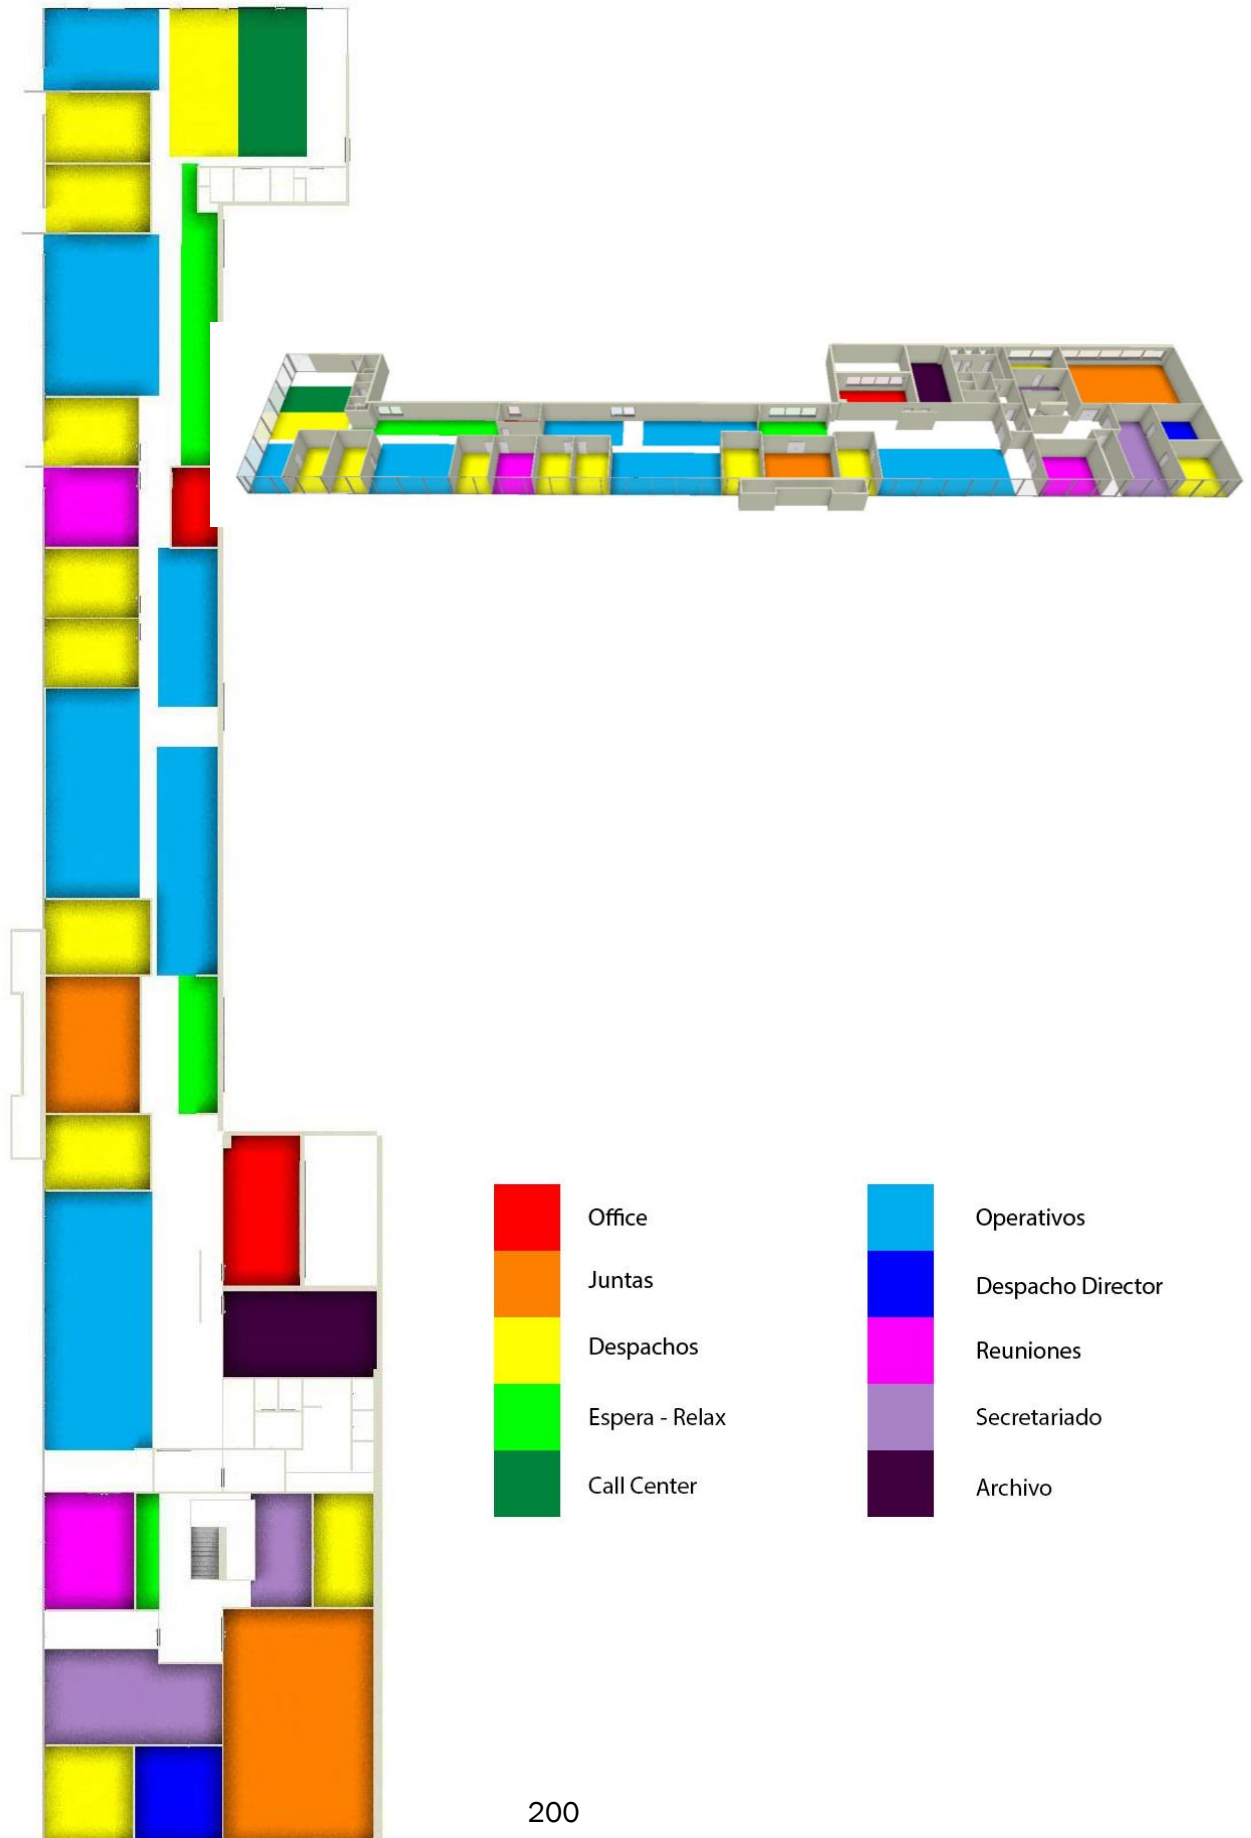 Office
Juntas
Despachos
Espera - Relax
Call Center
Operativos
Despacho Director
Reuniones
Secretariado
Archivo
200